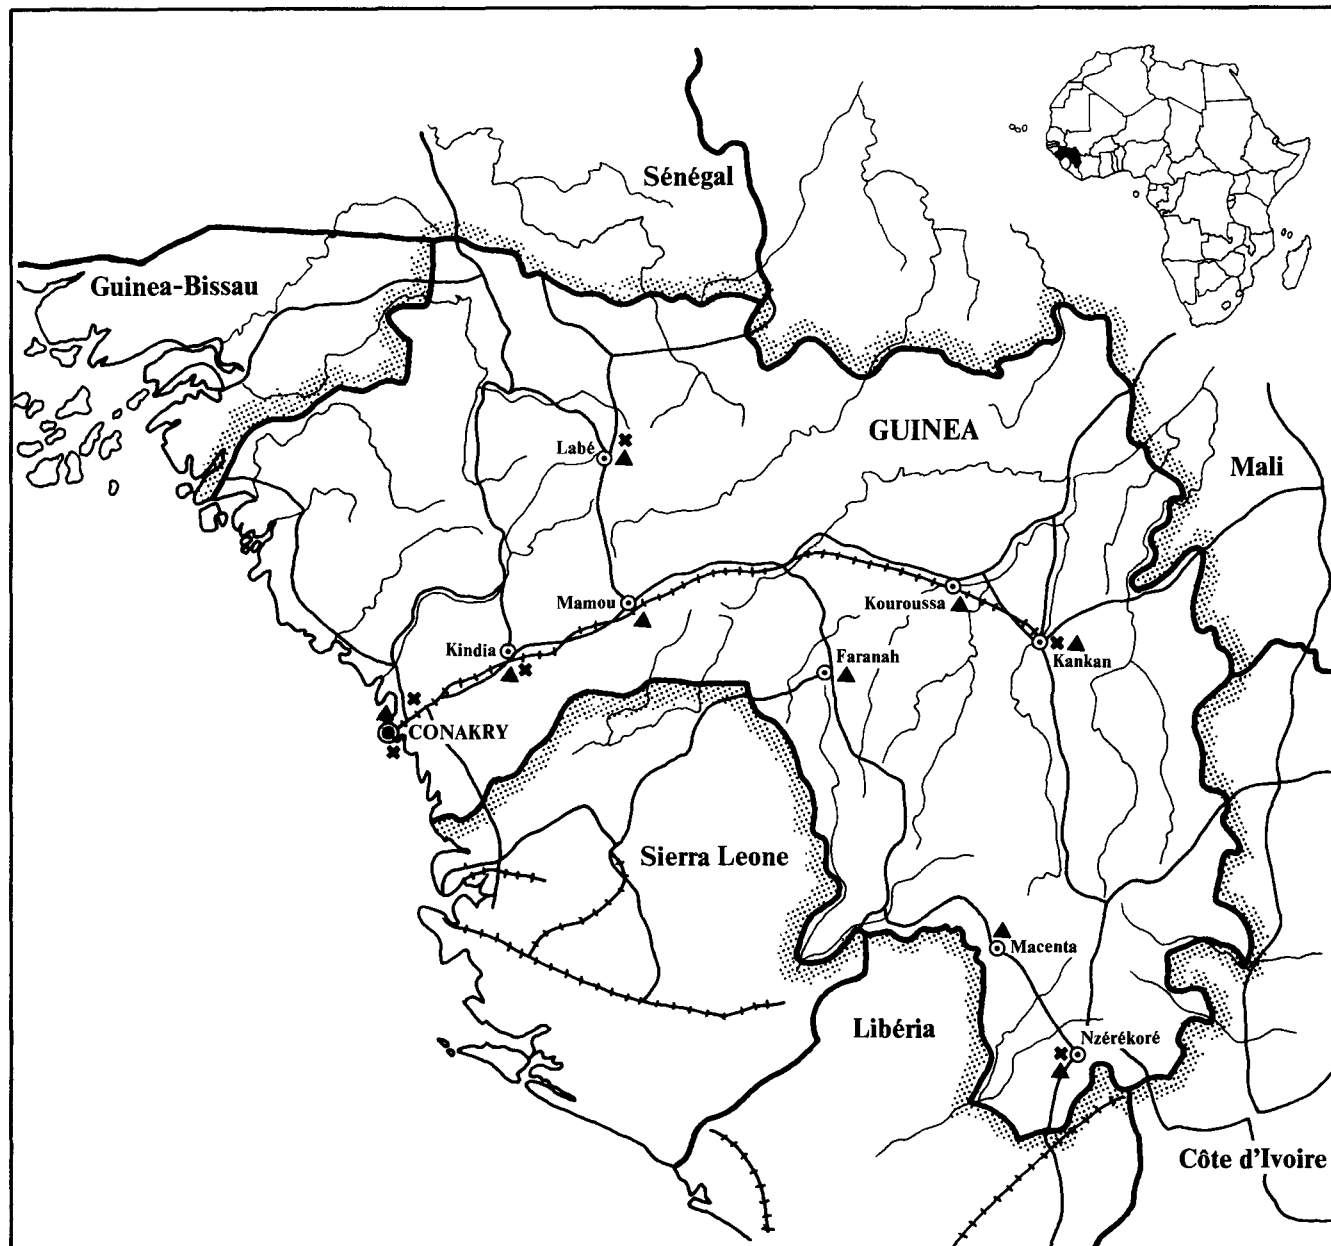 Sénégal
Guinea-Bissau
GUINEA
Labé
Mali
Mamou
Kouroussa
Kindia
Faranah
Kankan
CONAKRY
Sierra Leone
Macenta
Libéria
Nzérékoré
Côte d'Ivoire